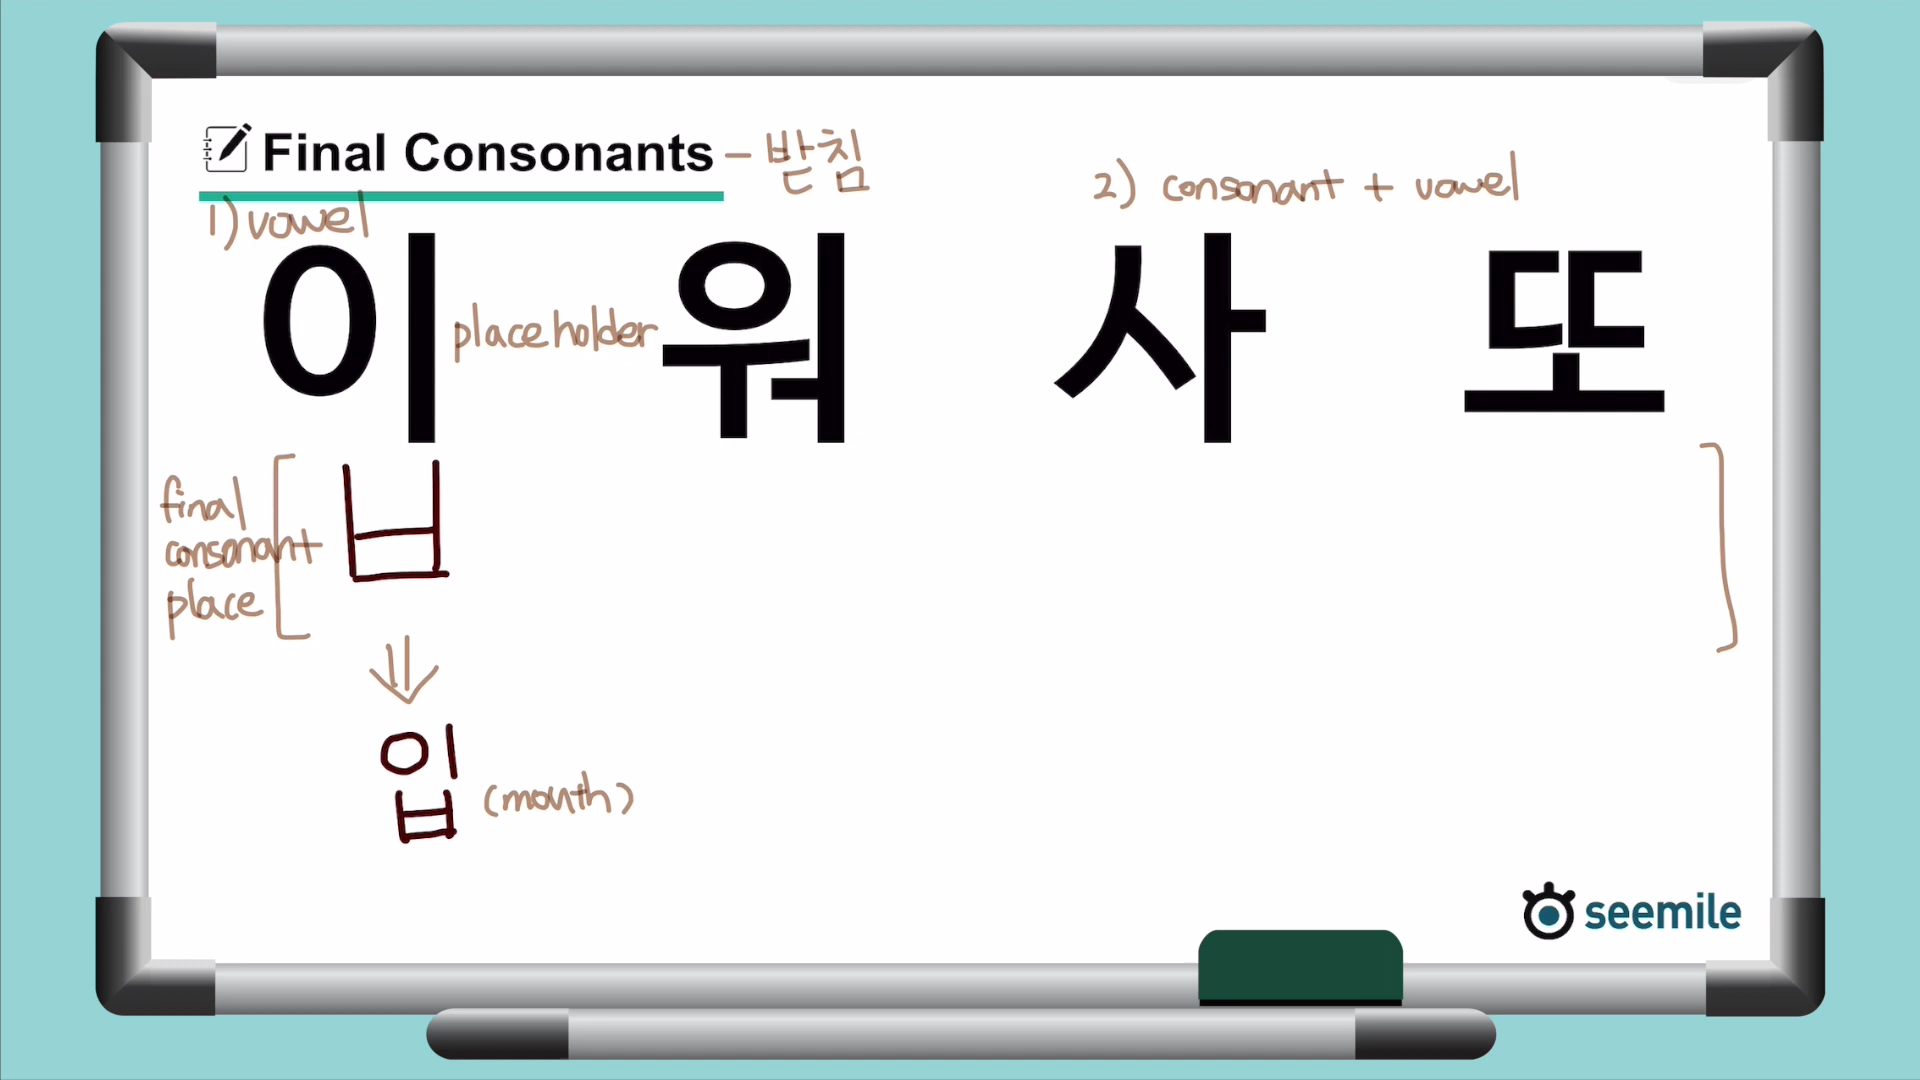 Final Consonants - 받침
1) vowel
2) consonant + vowel
이 placeholder 워 사 또
final
consonant
place
ㅂ
입 (mouth)
seemile